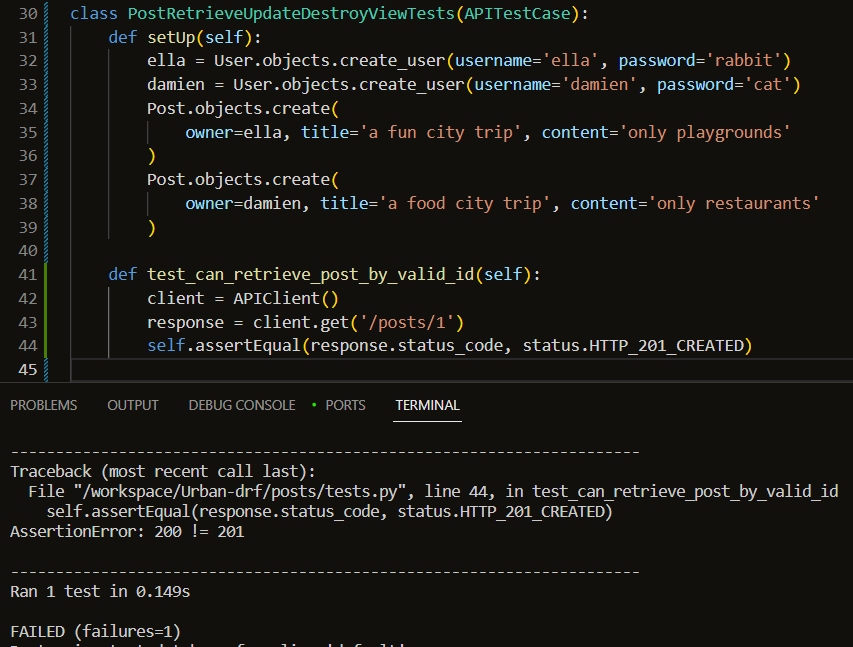 30 class PostRetrieveUpdateDestroyViewTests(APITestCase):
31 def setUp(self):
32 ella = User.objects.create_user(username='ella', password='rabbit')
33 damien = User.objects.create_user(username='damien', password='cat')
34 Post.objects.create(
35 owner=ella, title='a fun city trip', content='only playgrounds'
36 )
37 Post.objects.create(
38 owner=damien, title='a food city trip', content='only restaurants'
39 )
40
41 def test_can_retrieve_post_by_valid_id(self):
42 client = APIClient()
43 response = client.get('/posts/1')
44 self.assertEqual(response.status_code, status.HTTP_201_CREATED)
45
PROBLEMS OUTPUT DEBUG CONSOLE PORTS TERMINAL
----------------------------------------------------------------------
Traceback (most recent call last):
File "/workspace/Urban-drf/posts/tests.py", line 44, in test_can_retrieve_post_by_valid_id
self.assertEqual(response.status_code, status.HTTP_201_CREATED)
AssertionError: 200 != 201
----------------------------------------------------------------------
Ran 1 test in 0.149s
FAILED (failures=1)